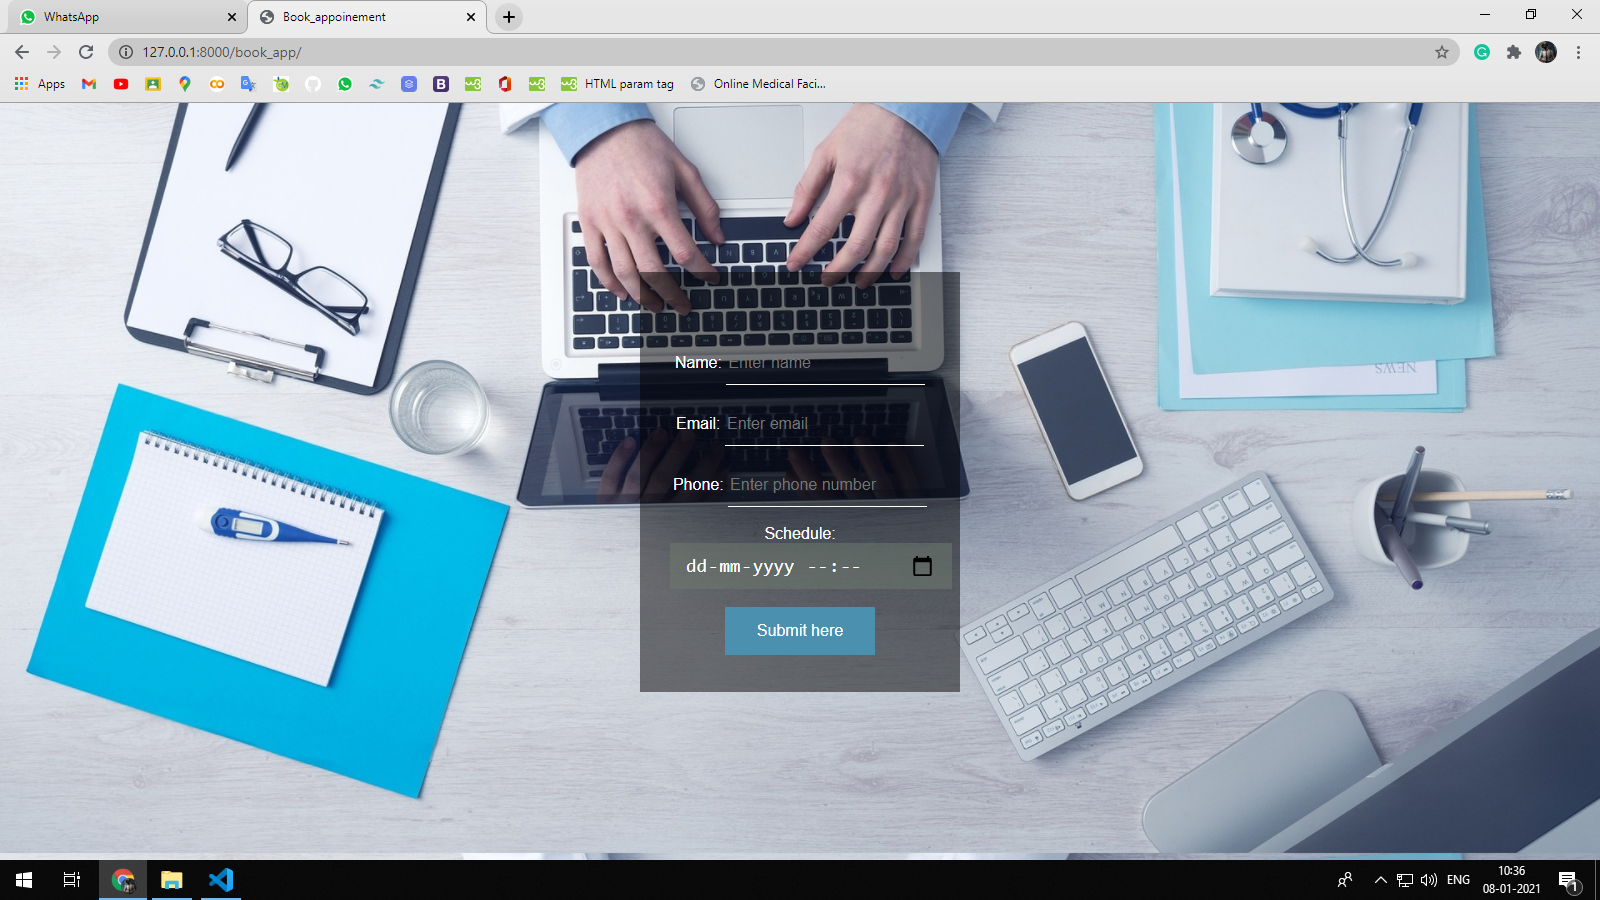 WhatsApp
Book_appoinement
127.0.0.1:8000/book_app/
Apps
HTML param tag
Online Medical Faci...
NEWS
Name: Enter name
Email: Enter email
Phone: Enter phone number
Schedule:
dd-mm-yyyy --:--
Submit here
ENG
10:36
08-01-2021
1